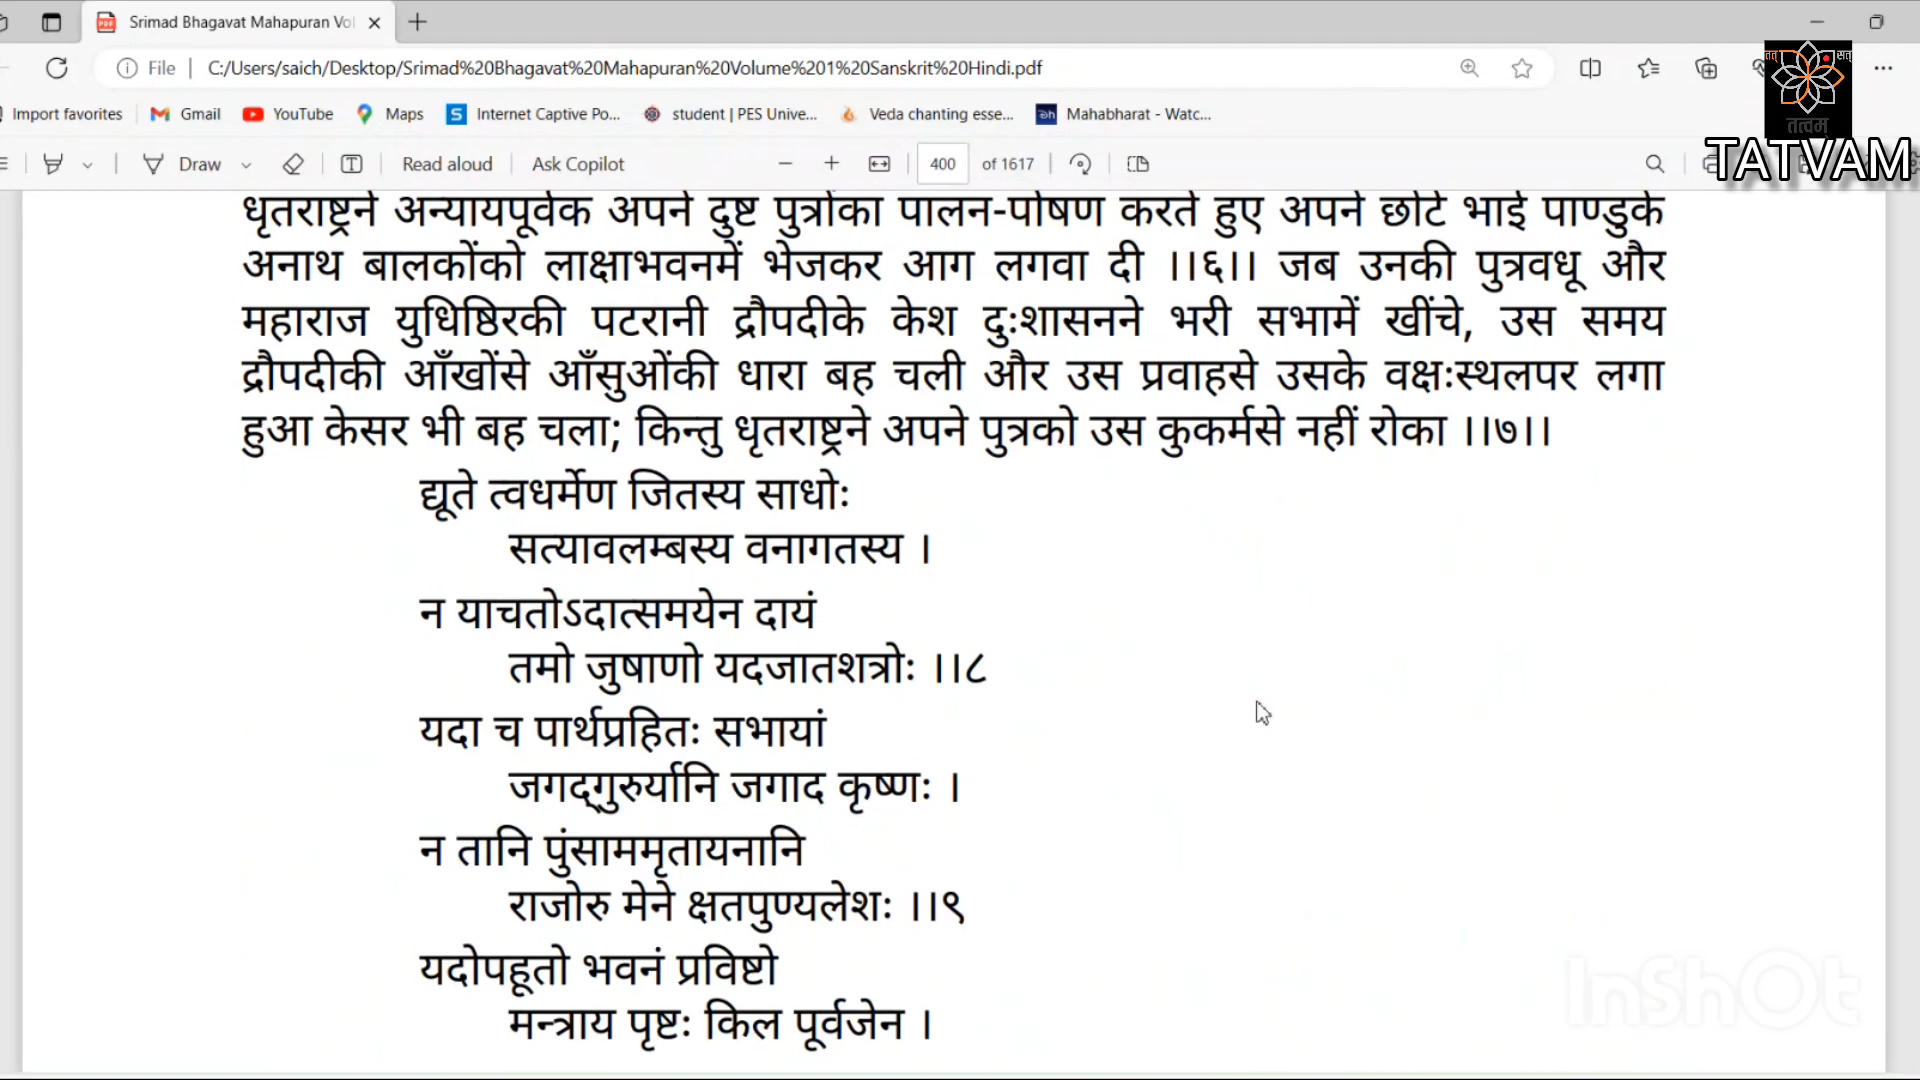 Srimad Bhagavat Mahapuran Vol
File
C:/Users/saich/Desktop/Srimad%20Bhagavat%20Mahapuran%20Volume%201%20Sanskrit%20Hindi.pdf
तत् सत्
तत्वम्
TATVAM
Import favorites Gmail YouTube Maps Internet Captive Po... student | PES Unive... Veda chanting esse... Mahabharat - Watc...
Draw Read aloud Ask Copilot 400 of 1617
धृतराष्ट्रने अन्यायपूर्वक अपने दुष्ट पुत्रोंका पालन-पोषण करते हुए अपने छोटे भाई पाण्डुके
अनाथ बालकोंको लाक्षाभवनमें भेजकर आग लगवा दी ।।६।। जब उनकी पुत्रवधू और
महाराज युधिष्ठिरकी पटरानी द्रौपदीके केश दुःशासनने भरी सभामें खींचे, उस समय
द्रौपदीकी आँखोंसे आँसुओंकी धारा बह चली और उस प्रवाहसे उसके वक्षःस्थलपर लगा
हुआ केसर भी बह चला; किन्तु धृतराष्ट्रने अपने पुत्रको उस कुकर्मसे नहीं रोका ।।७।।
द्यूते त्वधर्मेण जितस्य साधोः
सत्यावलम्बस्य वनागतस्य ।
न याचतोऽदात्समयेन दायं
तमो जुषाणो यदजातशत्रोः ।।८
यदा च पार्थप्रहितः सभायां
जगद्गुरुर्यानि जगाद कृष्णः ।
न तानि पुंसाममृतायनानि
राजोरु मेने क्षतपुण्यलेशः ।।९
यदोपहूतो भवनं प्रविष्टो
मन्त्राय पृष्टः किल पूर्वजेन ।
InShOt